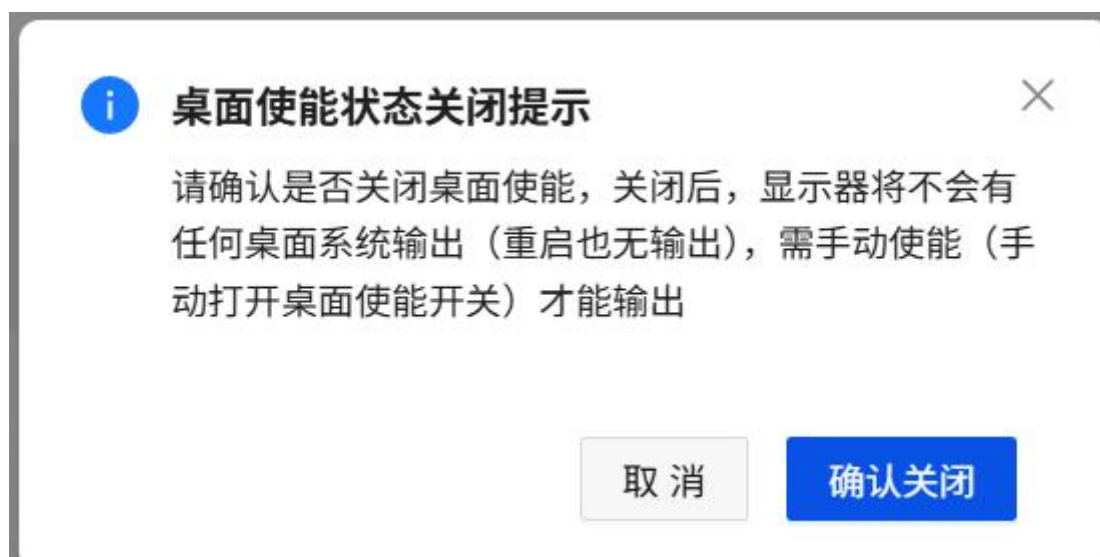 桌面使能状态关闭提示
请确认是否关闭桌面使能，关闭后，显示器将不会有
任何桌面系统输出（重启也无输出），需手动使能（手
动打开桌面使能开关）才能输出
取 消
确认关闭